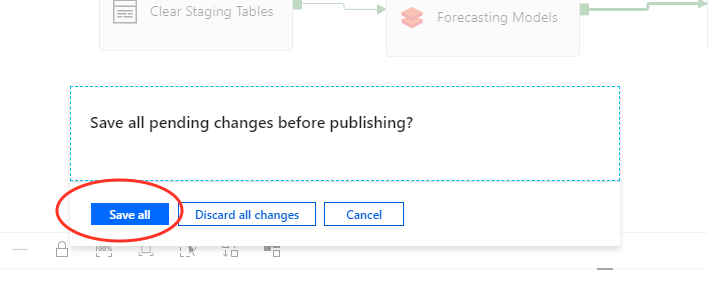 Clear Staging Tables
Forecasting Models
Save all pending changes before publishing?
Save all
Discard all changes
Cancel
100%